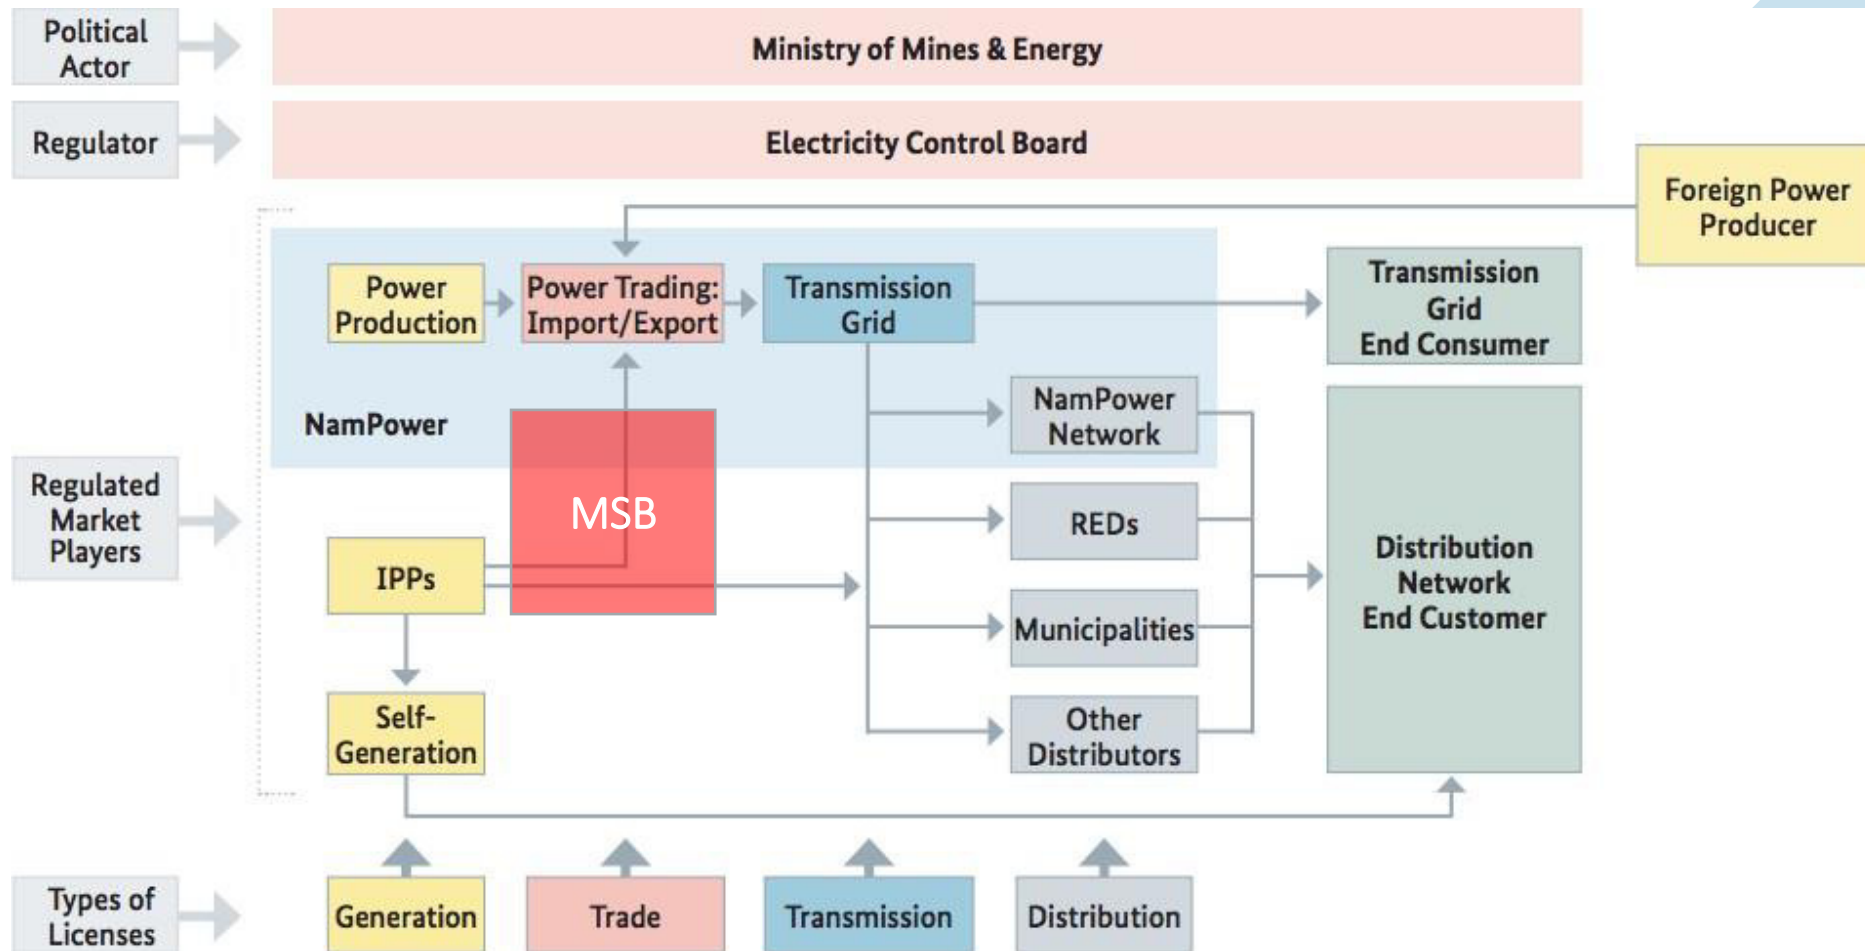 Political
Actor
Ministry of Mines & Energy
Regulator
Electricity Control Board
Foreign Power
Producer
Power
Production
Power Trading:
Import/Export
Transmission
Grid
Transmission
Grid
End Consumer
NamPower
NamPower
Network
Regulated
Market
Players
MSB
REDs
IPPs
Distribution
Network
End Customer
Municipalities
Self-
Generation
Other
Distributors
Types of
Licenses
Generation
Trade
Transmission
Distribution